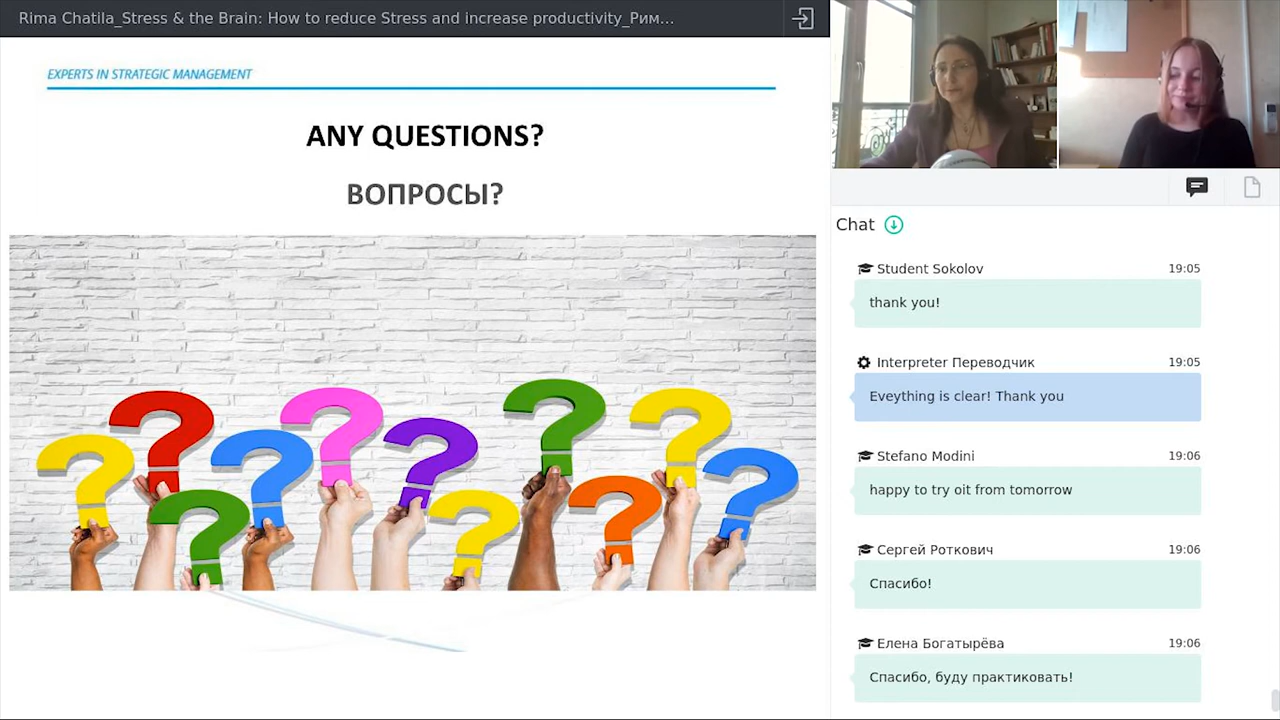 Rima Chatlla_Stress & the Brain: How to reduce Stress and increase productivity_Рим...
EXPERTS IN STRATEGIC MANAGEMENT
ANY QUESTIONS?
ВОПРОСЫ?
Chat
Student Sokolov 19:05
thank you!
Interpreter Переводчик 19:05
Eveything is clear! Thank you
Stefano Modini 19:06
happy to try oit from tomorrow
Сергей Роткович 19:06
Спасибо!
Елена Богатырёва 19:06
Спасибо, буду практиковать!